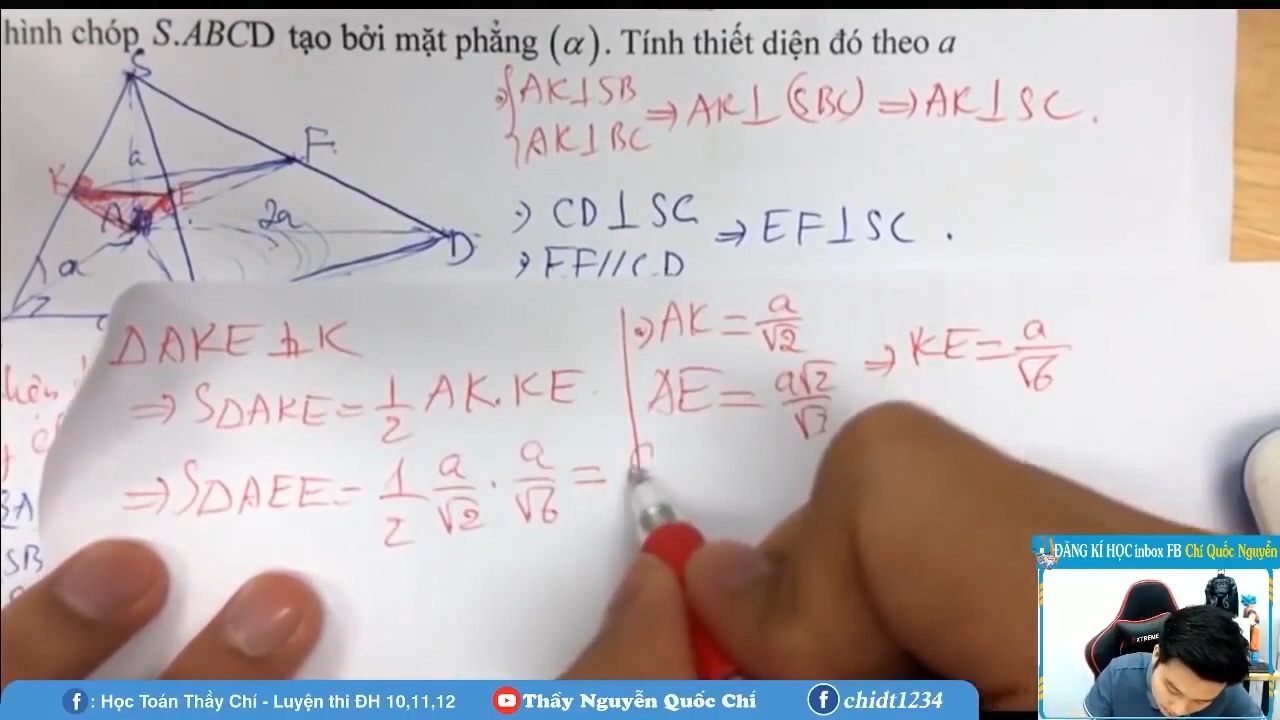 hình chóp S.ABCD tạo bởi mặt phẳng (α). Tính thiết diện đó theo a
S
a
K
E
F
A
2a
D
a
AK⊥SB
AK⊥BC
⇒ AK⊥(SBC) ⇒ AK⊥SC.
CD⊥SC
EF//CD
⇒ EF⊥SC.
ΔAKE ⊥ K
⇒ SΔAKE = 1/2 AK.KE
⇒ SΔAEE = 1/2 a/√2 . a/√6 =
AK = a/√2
AE = a√2/√3
⇒ KE = a/√6
SB
ĐĂNG KÍ HỌC inbox FB Chí Quốc Nguyễn
XTREME
f : Học Toán Thầy Chí - Luyện thi ĐH 10,11,12
Thầy Nguyễn Quốc Chí
f chidt1234